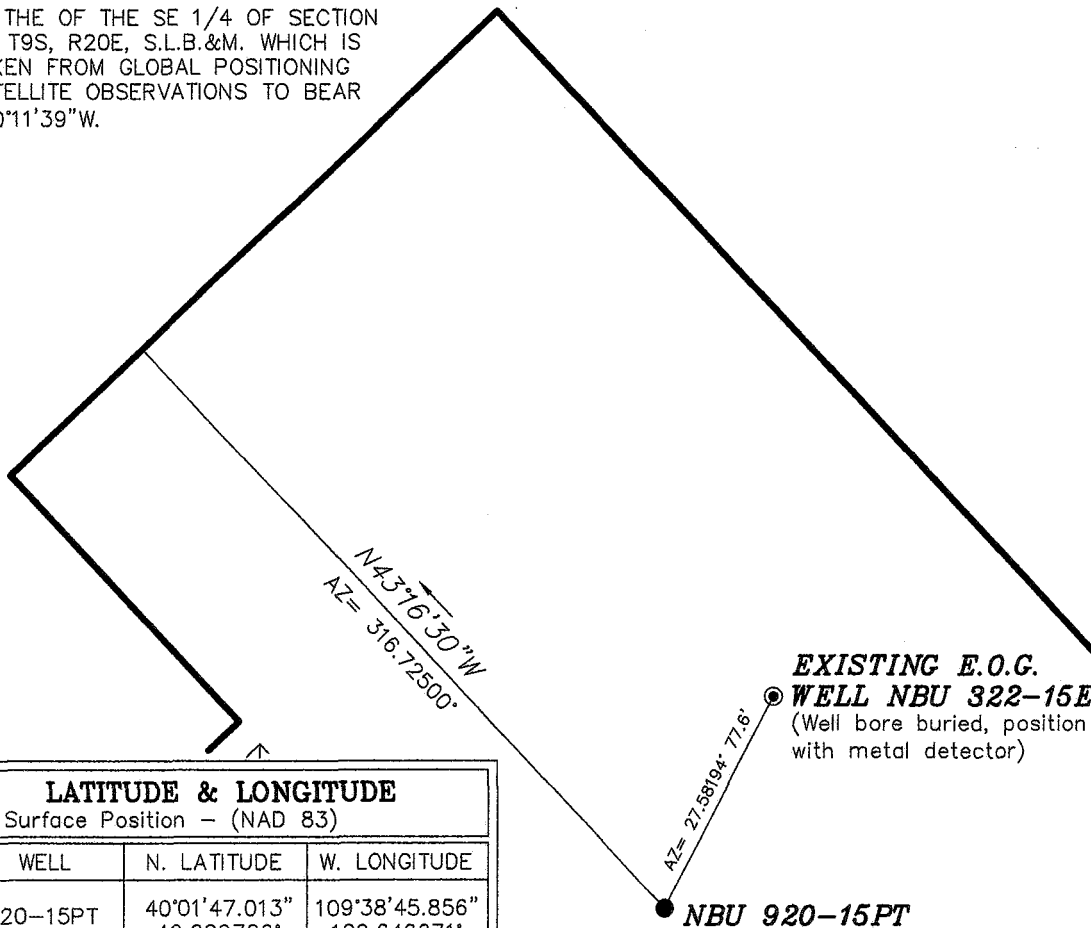 THE OF THE SE 1/4 OF SECTION
T9S, R20E, S.L.B.&M. WHICH IS
KEN FROM GLOBAL POSITIONING
TELLITE OBSERVATIONS TO BEAR
0°11'39"W.
N43°16'30"W
AZ= 316.72500°
EXISTING E.O.G.
WELL NBU 322-15E
(Well bore buried, position
with metal detector)
AZ= 27.58194° 77.6'
NBU 920-15PT
LATITUDE & LONGITUDE
Surface Position - (NAD 83)
WELL N. LATITUDE W. LONGITUDE
20-15PT 40°01'47.013" 109°38'45.856"